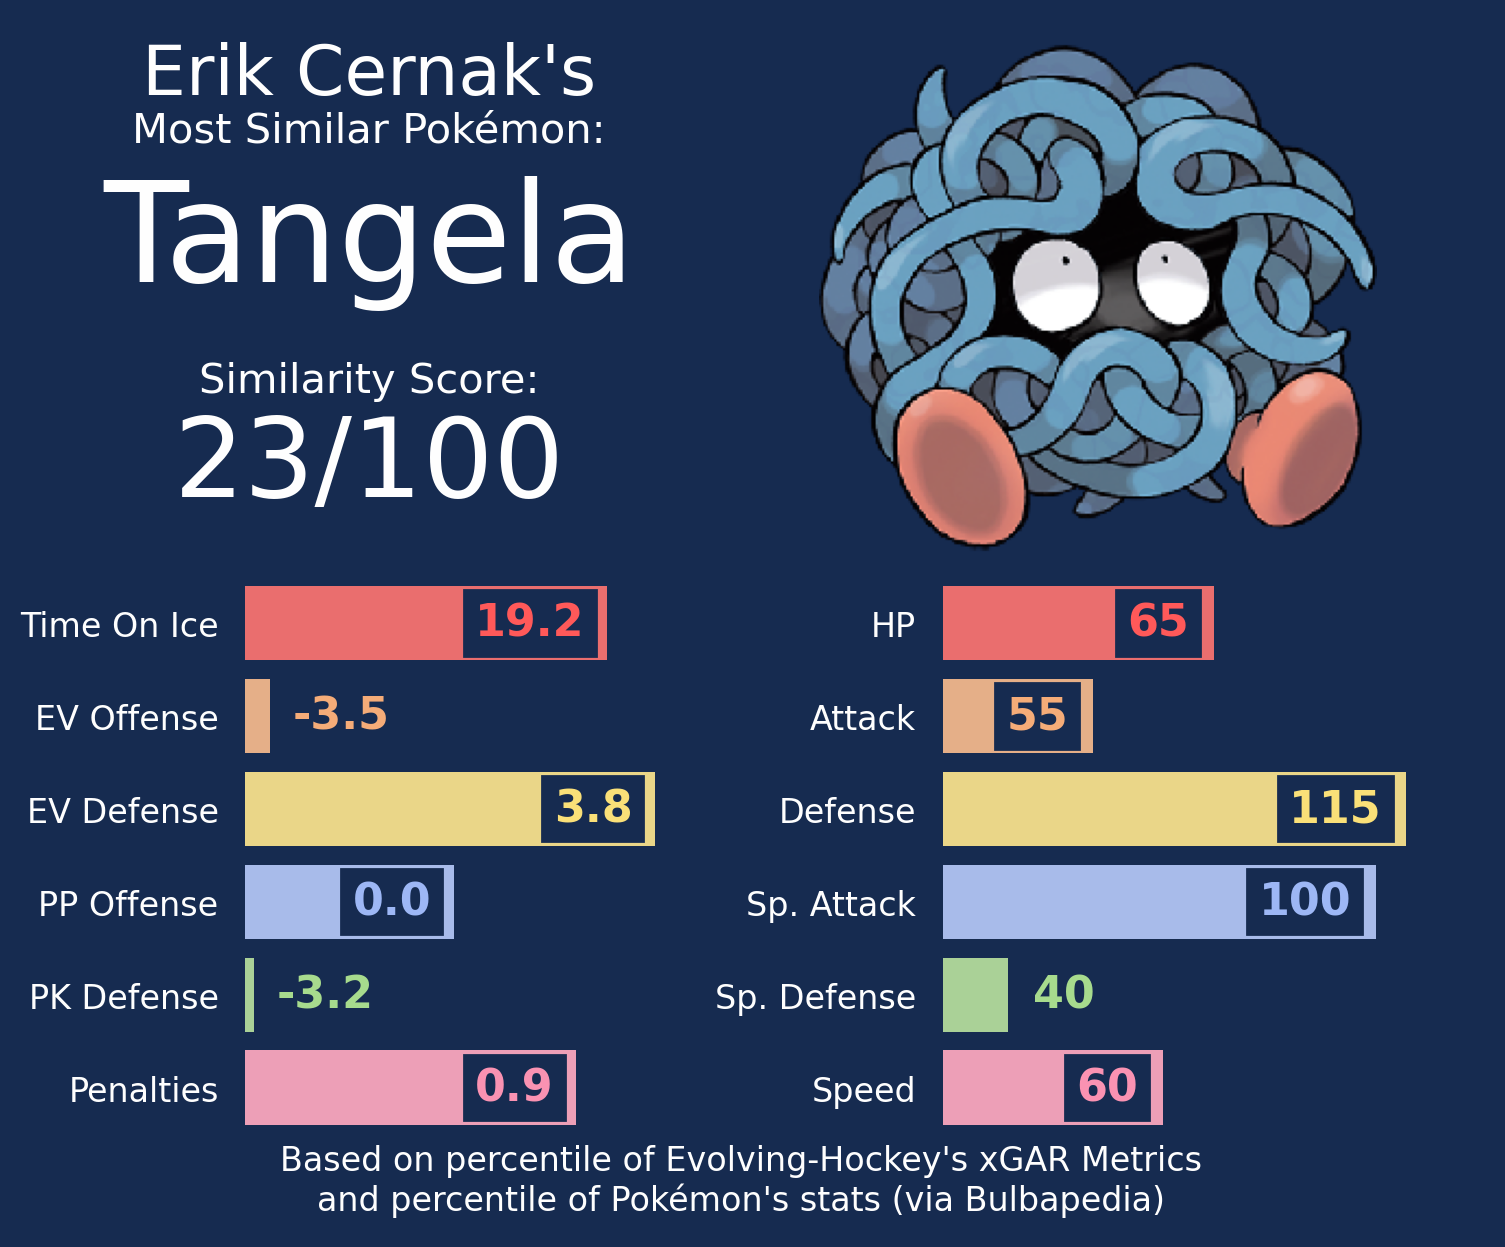 Erik Cernak's
Most Similar Pokémon:
Tangela
Similarity Score:
23/100
Time On Ice 19.2
EV Offense -3.5
EV Defense 3.8
PP Offense 0.0
PK Defense -3.2
Penalties 0.9
HP 65
Attack 55
Defense 115
Sp. Attack 100
Sp. Defense 40
Speed 60
Based on percentile of Evolving-Hockey's xGAR Metrics
and percentile of Pokémon's stats (via Bulbapedia)